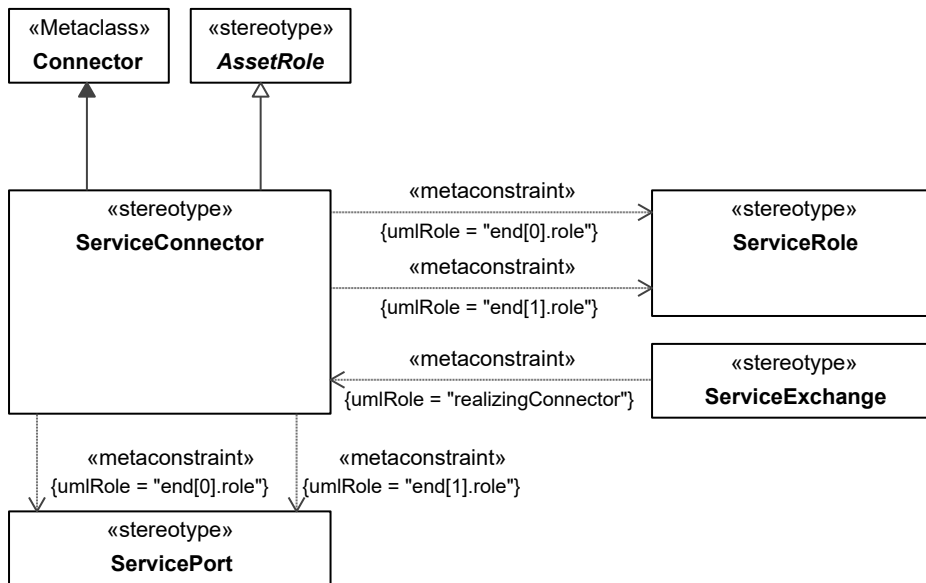 «Metaclass»
Connector
«stereotype»
AssetRole
«stereotype»
ServiceConnector
«metaconstraint»
{umlRole = "end[0].role"}
«metaconstraint»
{umlRole = "end[1].role"}
«stereotype»
ServiceRole
«metaconstraint»
{umlRole = "realizingConnector"}
«stereotype»
ServiceExchange
«metaconstraint»
{umlRole = "end[0].role"}
«metaconstraint»
{umlRole = "end[1].role"}
«stereotype»
ServicePort